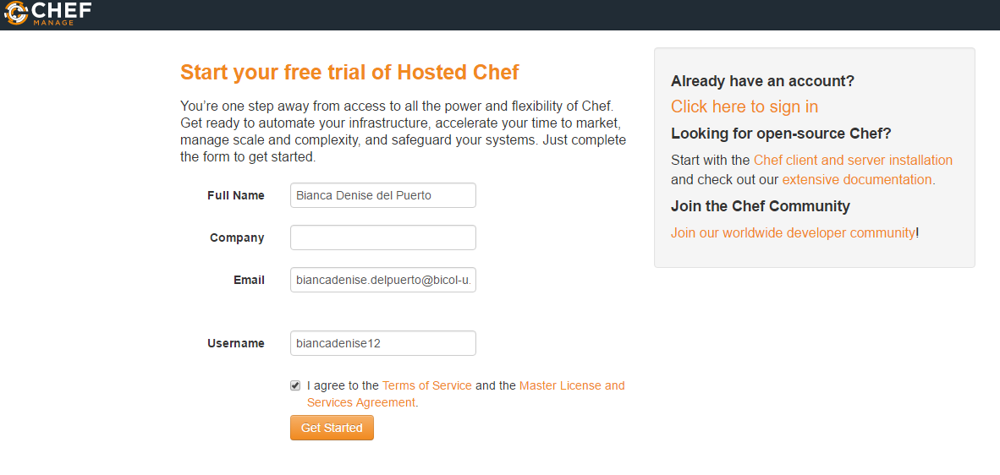 CHEF
MANAGE
Start your free trial of Hosted Chef
You’re one step away from access to all the power and flexibility of Chef.
Get ready to automate your infrastructure, accelerate your time to market,
manage scale and complexity, and safeguard your systems. Just complete
the form to get started.
Full Name Bianca Denise del Puerto
Company
Email biancadenise.delpuerto@bicol-u.
Username biancadenise12
I agree to the Terms of Service and the Master License and
Services Agreement.
Get Started
Already have an account?
Click here to sign in
Looking for open-source Chef?
Start with the Chef client and server installation
and check out our extensive documentation.
Join the Chef Community
Join our worldwide developer community!